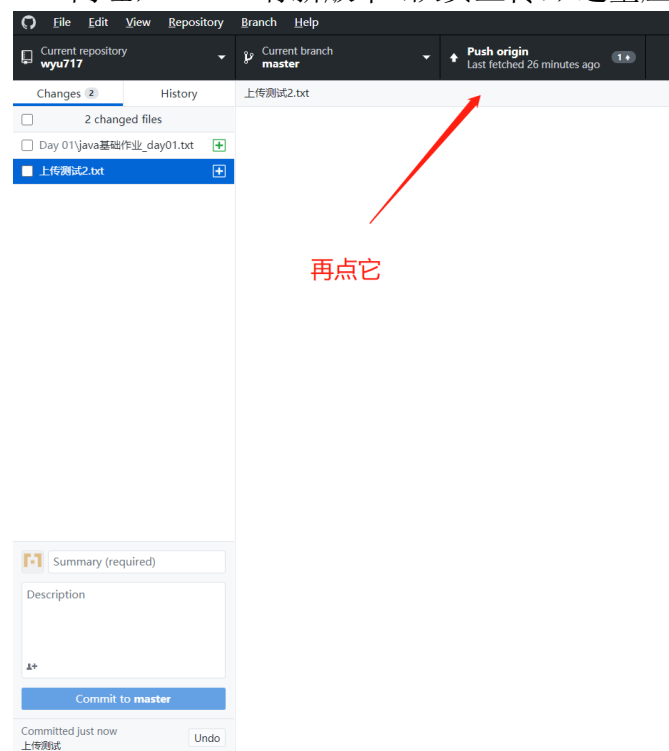 File Edit View Repository Branch Help
Current repository
wyu717
Current branch
master
Push origin
Last fetched 26 minutes ago
1
Changes 2 History
上传测试2.txt
2 changed files
Day 01\java基础作业_day01.txt
上传测试2.txt
再点它
Summary (required)
Description
Commit to master
Committed just now
上传测试
Undo